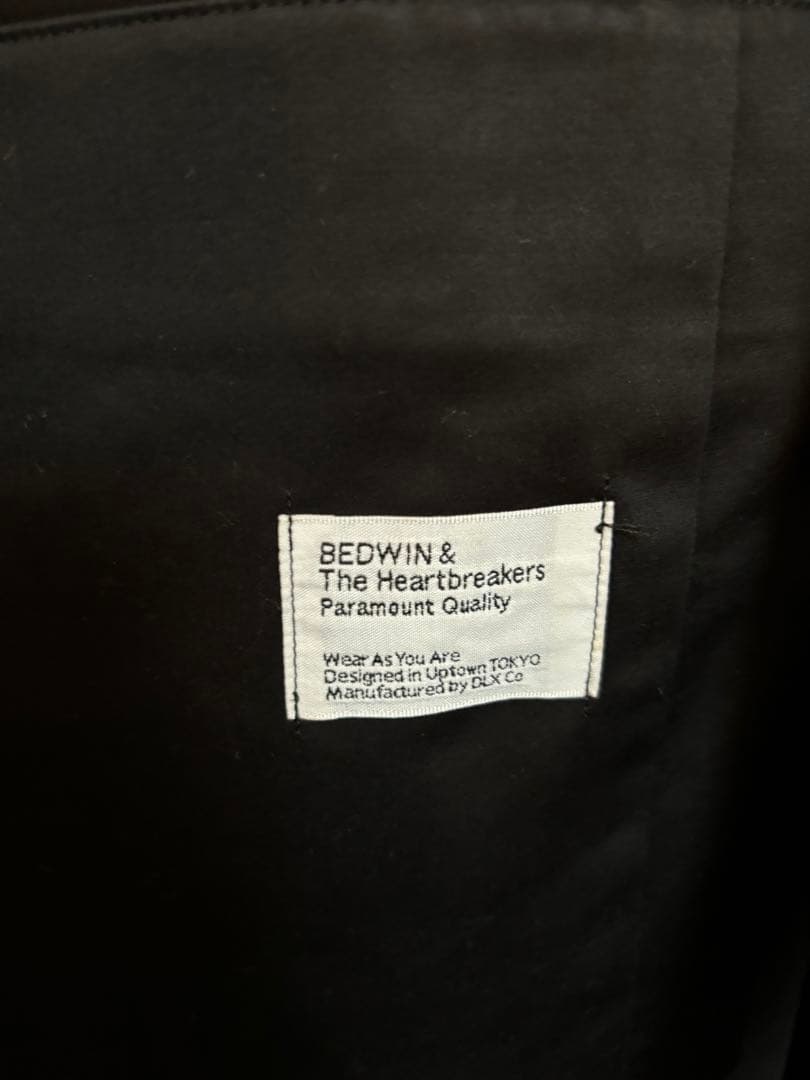 BEDWIN &
The Heartbreakers
Paramount Quality
Wear As You Are
Designed in Uptown TOKYO
Manufactured by DLX Co